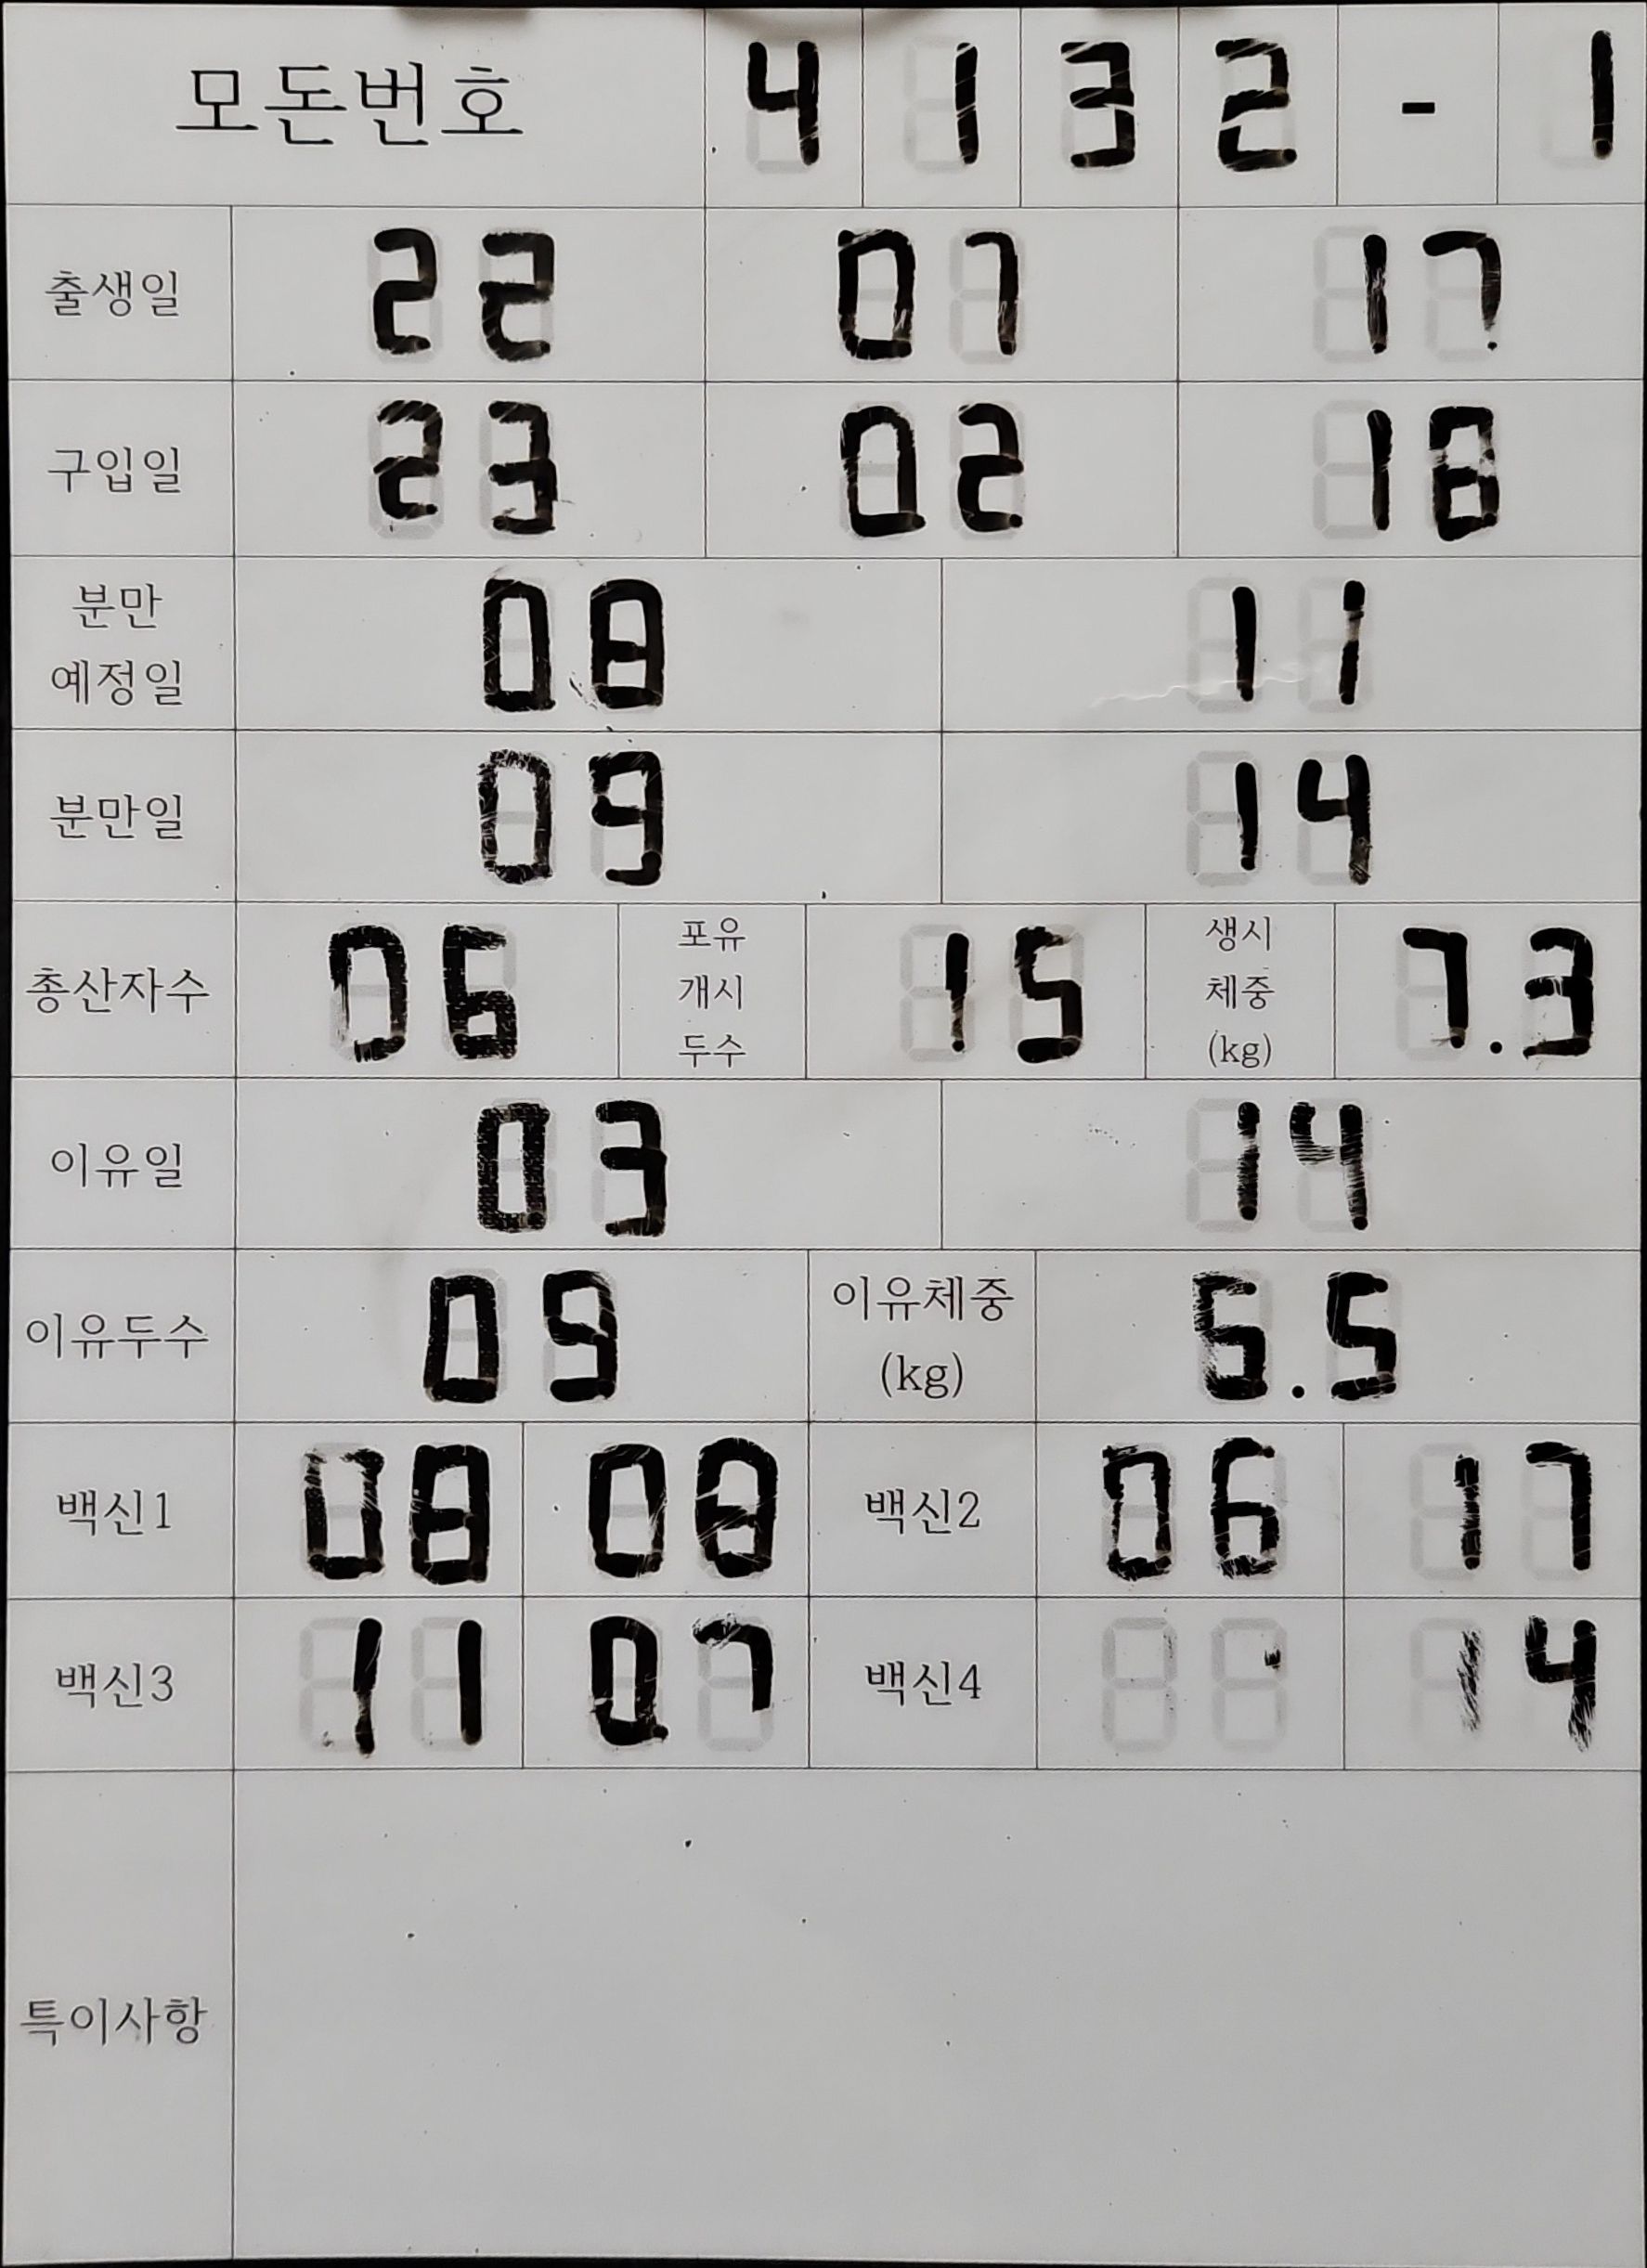 모돈번호 4 1 3 2 - 1
출생일 22 07 17
구입일 23 02 18
분만 예정일 08 11
분만일 09 14
총산자수 06 포유 개시 두수 15 생시 체중 (kg) 7.3
이유일 03 14
이유두수 09 이유체중 (kg) 6.5
백신1 08 08 백신2 06 17
백신3 11 07 백신4 14
특이사항